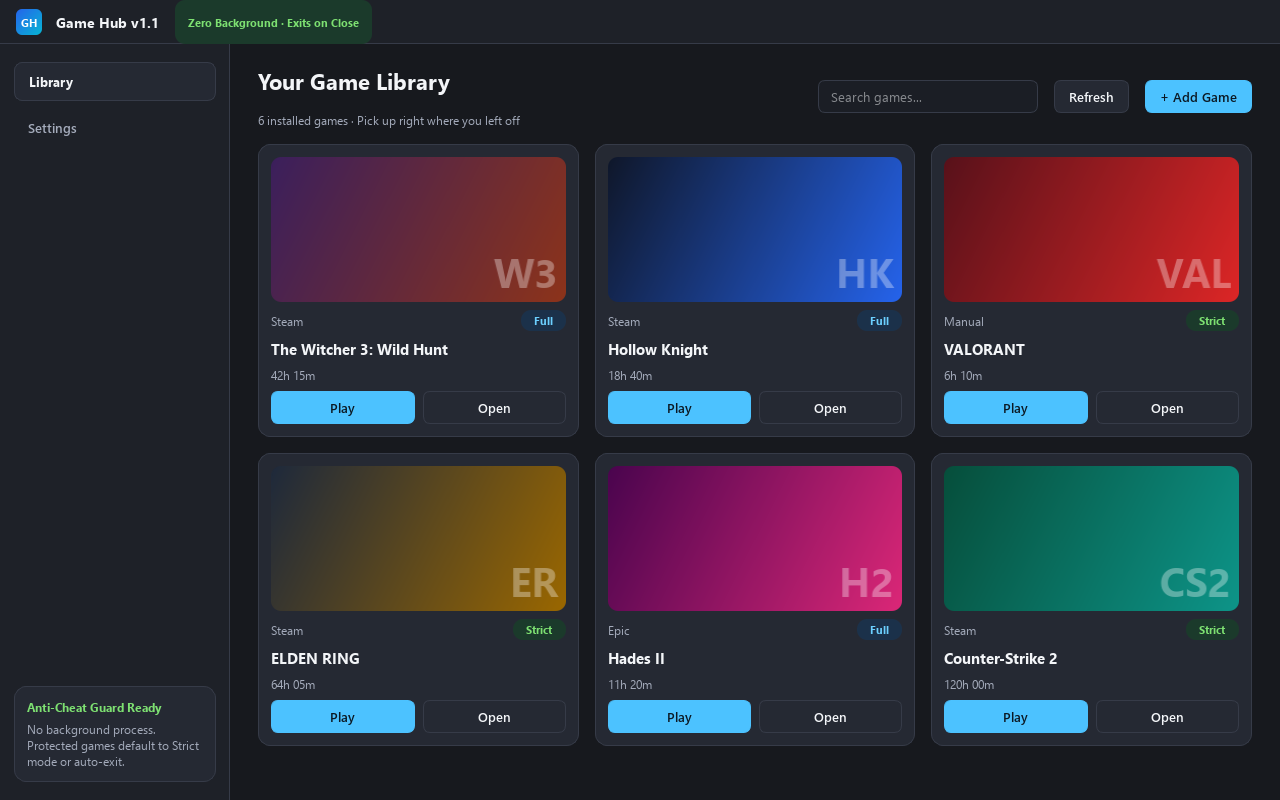 GH
Game Hub v1.1
Zero Background · Exits on Close
Library
Settings
Anti-Cheat Guard Ready
No background process.
Protected games default to Strict
mode or auto-exit.
Your Game Library
6 installed games · Pick up right where you left off
Search games...
Refresh
+ Add Game
W3
Steam
Full
The Witcher 3: Wild Hunt
42h 15m
Play
Open
HK
Steam
Full
Hollow Knight
18h 40m
Play
Open
VAL
Manual
Strict
VALORANT
6h 10m
Play
Open
ER
Steam
Strict
ELDEN RING
64h 05m
Play
Open
H2
Epic
Full
Hades II
11h 20m
Play
Open
CS2
Steam
Strict
Counter-Strike 2
120h 00m
Play
Open